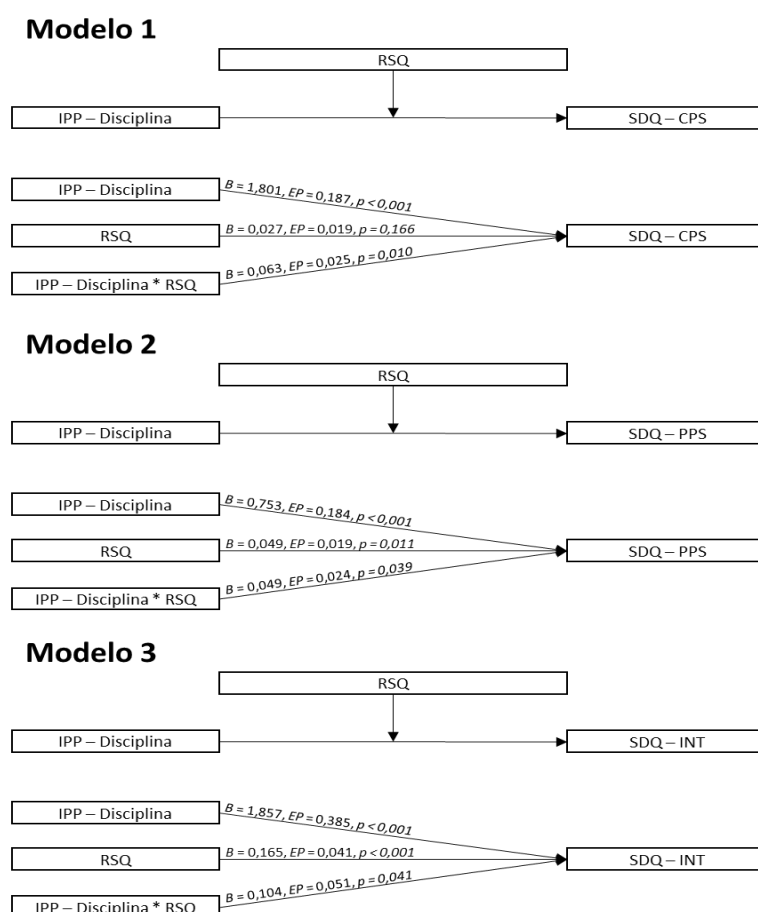 Modelo 1
RSQ
IPP – Disciplina
SDQ – CPS
IPP – Disciplina
B = 1,801, EP = 0,187, p < 0,001
RSQ
B = 0,027, EP = 0,019, p = 0,166
SDQ – CPS
IPP – Disciplina * RSQ
B = 0,063, EP = 0,025, p = 0,010
Modelo 2
RSQ
IPP – Disciplina
SDQ – PPS
IPP – Disciplina
B = 0,753, EP = 0,184, p < 0,001
RSQ
B = 0,049, EP = 0,019, p = 0,011
SDQ – PPS
IPP – Disciplina * RSQ
B = 0,049, EP = 0,024, p = 0,039
Modelo 3
RSQ
IPP – Disciplina
SDQ – INT
IPP – Disciplina
B = 1,857, EP = 0,385, p < 0,001
RSQ
B = 0,165, EP = 0,041, p < 0,001
SDQ – INT
IPP – Disciplina * RSQ
B = 0,104, EP = 0,051, p = 0,041